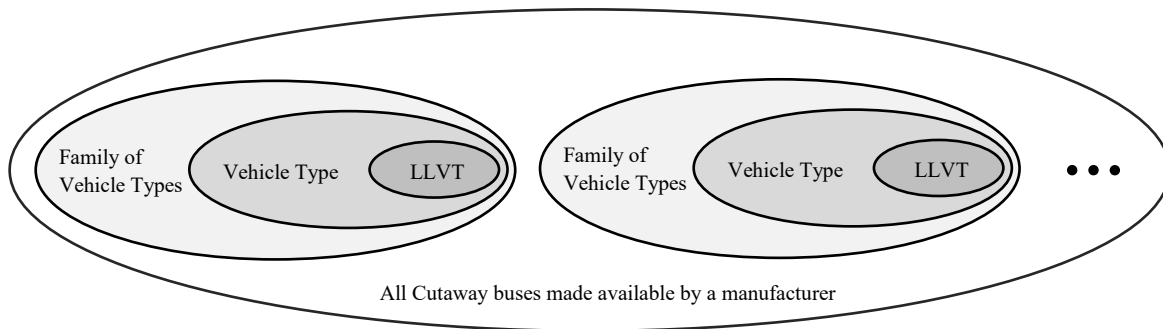 Family of
Vehicle Types
Vehicle Type
LLVT
Family of
Vehicle Types
Vehicle Type
LLVT
All Cutaway buses made available by a manufacturer